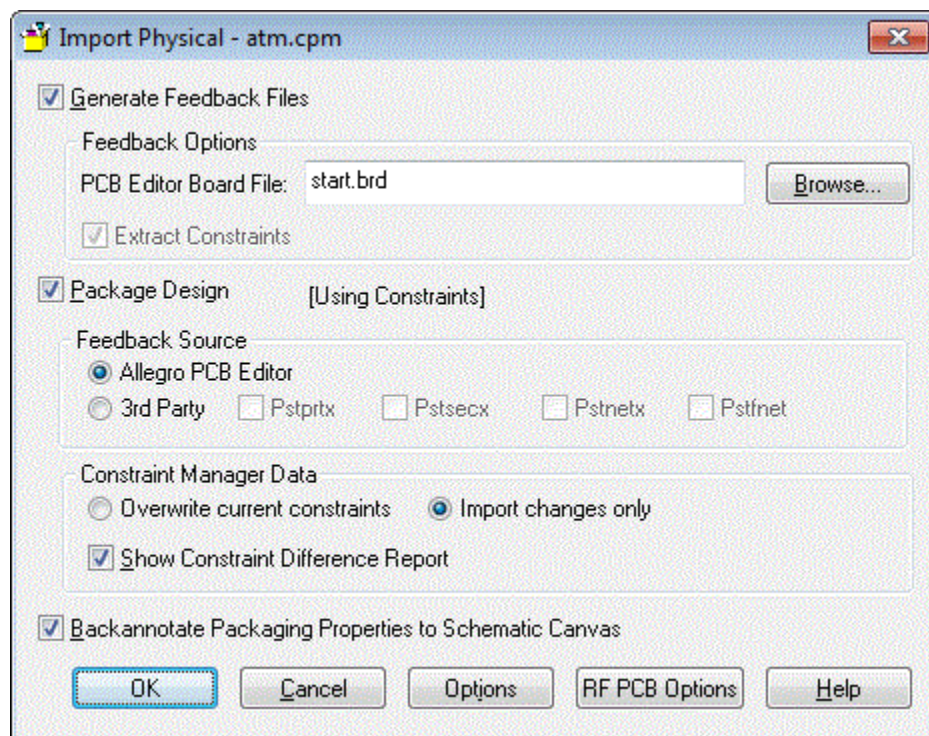 Import Physical - atm.cpm
Generate Feedback Files
Feedback Options
PCB Editor Board File: start.brd Browse...
Extract Constraints
Package Design [Using Constraints]
Feedback Source
Allegro PCB Editor
3rd Party Pstprtx Pstsecx Pstnetx Pstfnet
Constraint Manager Data
Overwrite current constraints Import changes only
Show Constraint Difference Report
Backannotate Packaging Properties to Schematic Canvas
OK Cancel Options RF PCB Options Help